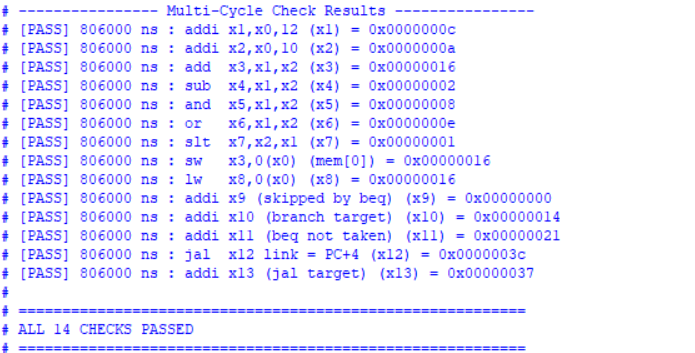 # ---------------- Multi-Cycle Check Results ----------------
# [PASS] 806000 ns : addi x1,x0,12 (x1) = 0x0000000c
# [PASS] 806000 ns : addi x2,x0,10 (x2) = 0x0000000a
# [PASS] 806000 ns : add  x3,x1,x2 (x3) = 0x00000016
# [PASS] 806000 ns : sub  x4,x1,x2 (x4) = 0x00000002
# [PASS] 806000 ns : and  x5,x1,x2 (x5) = 0x00000008
# [PASS] 806000 ns : or   x6,x1,x2 (x6) = 0x0000000e
# [PASS] 806000 ns : slt  x7,x2,x1 (x7) = 0x00000001
# [PASS] 806000 ns : sw   x3,0(x0) (mem[0]) = 0x00000016
# [PASS] 806000 ns : lw   x8,0(x0) (x8) = 0x00000016
# [PASS] 806000 ns : addi x9 (skipped by beq) (x9) = 0x00000000
# [PASS] 806000 ns : addi x10 (branch target) (x10) = 0x00000014
# [PASS] 806000 ns : addi x11 (beq not taken) (x11) = 0x00000021
# [PASS] 806000 ns : jal  x12 link = PC+4 (x12) = 0x0000003c
# [PASS] 806000 ns : addi x13 (jal target) (x13) = 0x00000037
#
# ============================================================
# ALL 14 CHECKS PASSED
# ============================================================